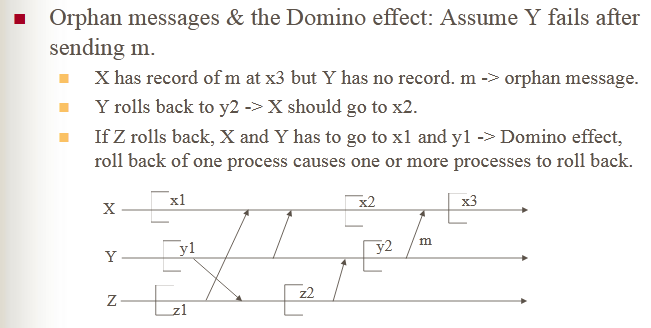 Orphan messages & the Domino effect: Assume Y fails after
sending m.
X has record of m at x3 but Y has no record. m -> orphan message.
Y rolls back to y2 -> X should go to x2.
If Z rolls back, X and Y has to go to x1 and y1 -> Domino effect,
roll back of one process causes one or more processes to roll back.
X x1 x2 x3
Y y1 y2 m
Z z1 z2